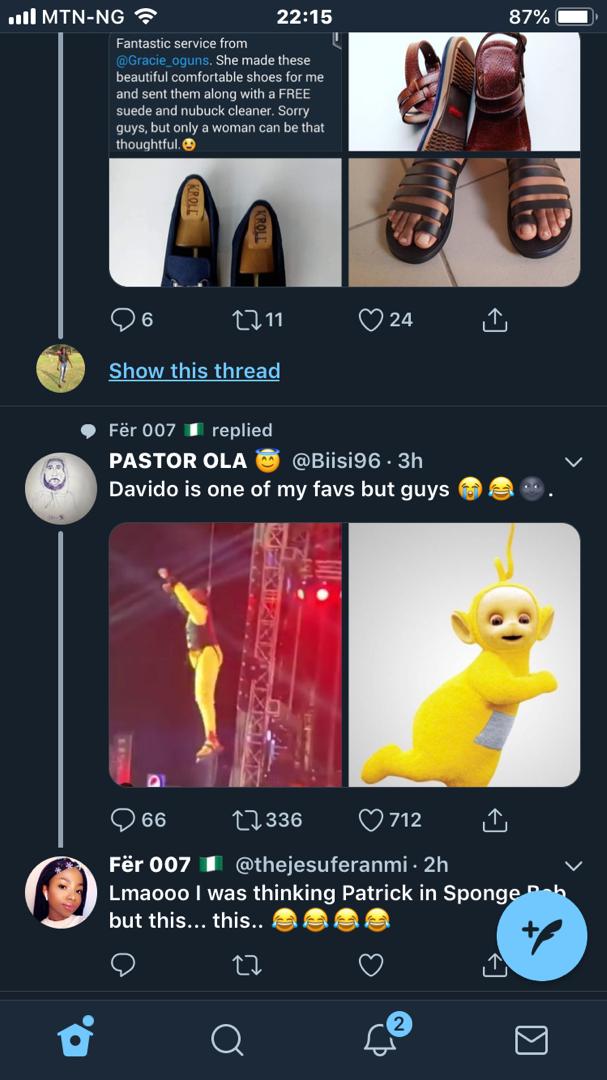 MTN-NG 22:15 87%
Fantastic service from
@Gracie_oguns. She made these
beautiful comfortable shoes for me
and sent them along with a FREE
suede and nubuck cleaner. Sorry
guys, but only a woman can be that
thoughtful.😉
KROLL KROLL
6 11 24
Show this thread
Fër 007 🇳🇬 replied
PASTOR OLA 😇 @Biisi96 · 3h
Davido is one of my favs but guys 😭 😂 🌚 .
66 336 712
Fër 007 🇳🇬 @thejesuferanmi · 2h
Lmaooo I was thinking Patrick in Sponge Bob
but this... this.. 😂 😂 😂 😂
2